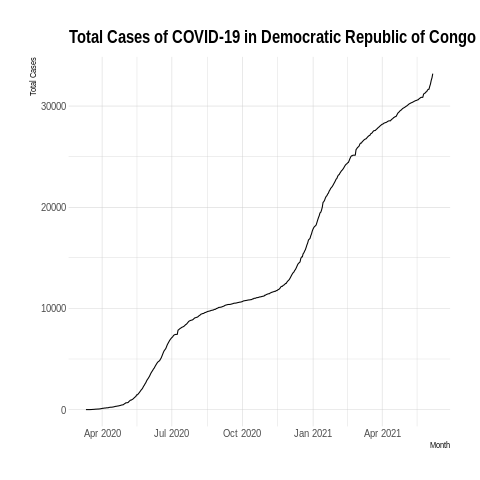 Total Cases of COVID-19 in Democratic Republic of Congo
Total Cases
30000
20000
10000
0
Apr 2020 Jul 2020 Oct 2020 Jan 2021 Apr 2021
Month